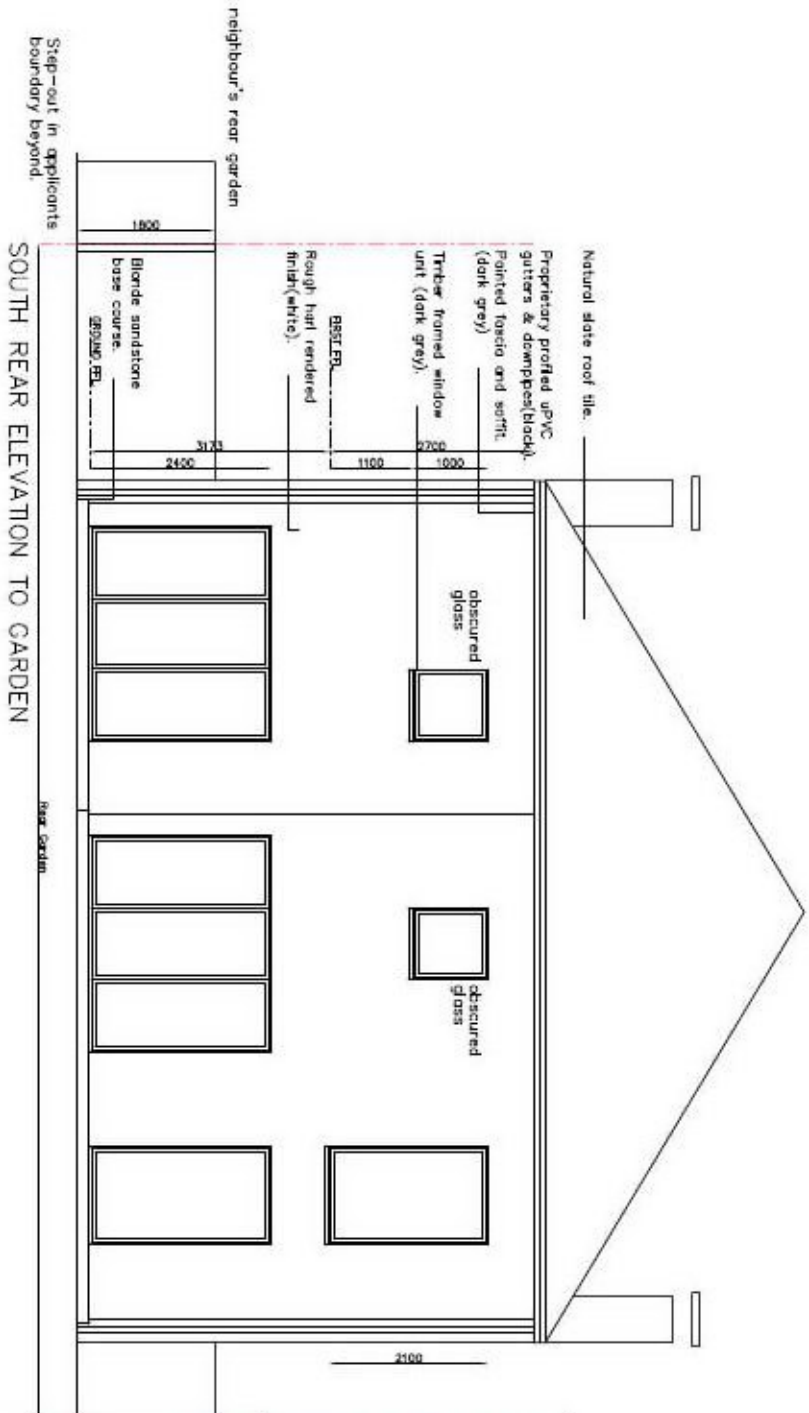 Natural slate roof tile.
Proprietary profiled uPVC
gutters & downpipes(black).
Painted fascia and soffit.
(dark grey)
Timber framed window
unit (dark grey).
FIRST FFL
Rough harl rendered
finish(white).
Blonde sandstone
base course.
GROUND FFL
neighbour's rear garden
Step-out in applicants
boundary beyond.
1800
3173
2700
2400
1100
1000
obscured
glass
obscured
glass
2100
Rear Garden
SOUTH REAR ELEVATION TO GARDEN